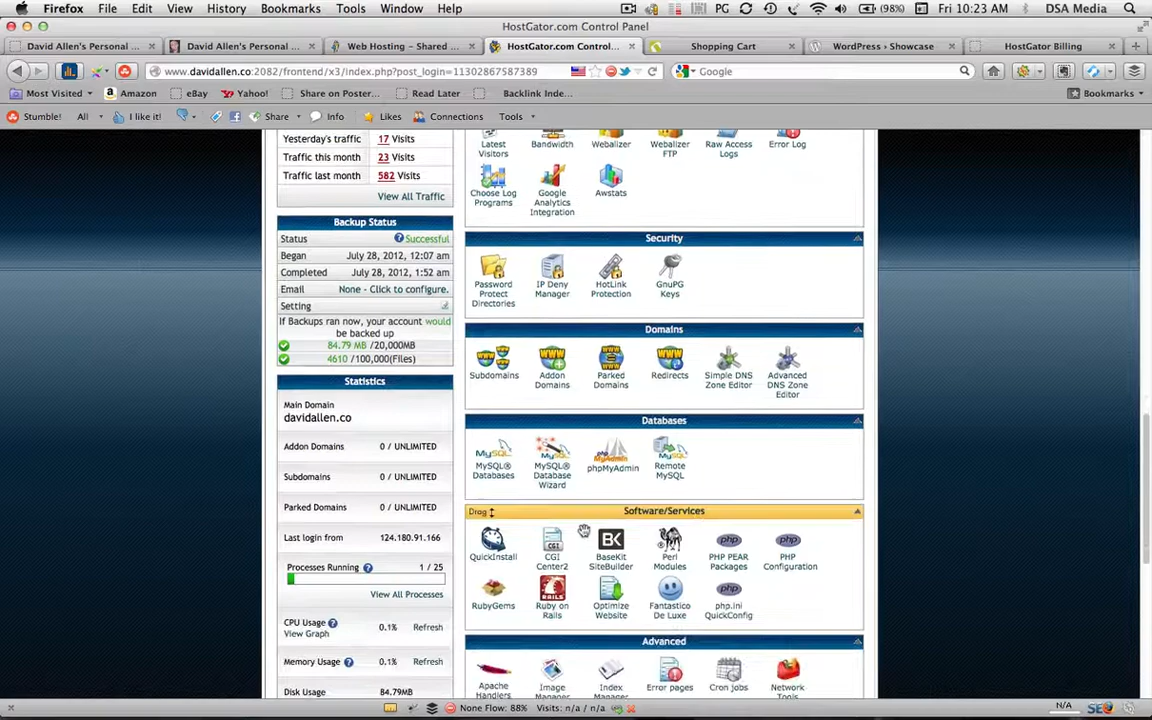 Firefox File Edit View History Bookmarks Tools Window Help PG (98%) Fri 10:23 AM DSA Media
HostGator.com Control Panel
David Allen's Personal ... David Allen's Personal ... Web Hosting – Shared ... HostGator.com Control... Shopping Cart WordPress › Showcase HostGator Billing
www.davidallen.co:2082/frontend/x3/index.php?post_login=11302867587389 Google
Most Visited Amazon eBay Yahoo! Share on Poster... Read Later Backlink Inde... Bookmarks
Stumble! All I like it! Share Info Likes Connections Tools
Yesterday's traffic 17 Visits
Traffic this month 23 Visits
Traffic last month 582 Visits
View All Traffic
Backup Status
Status Successful
Began July 28, 2012, 12:07 am
Completed July 28, 2012, 1:52 am
Email None - Click to configure.
Setting
If Backups ran now, your account would
be backed up
84.79 MB /20,000MB
4610 /100,000(Files)
Statistics
Main Domain
davidallen.co
Addon Domains 0 / UNLIMITED
Subdomains 0 / UNLIMITED
Parked Domains 0 / UNLIMITED
Last login from 124.180.91.166
Processes Running 1 / 25
View All Processes
CPU Usage
View Graph 0.1% Refresh
Memory Usage 0.1% Refresh
Disk Usage 84.79MB
Latest Visitors Bandwidth Webalizer Webalizer FTP Raw Access Logs Error Log
Choose Log Programs Google Analytics Integration Awstats
Security
Password Protect Directories IP Deny Manager HotLink Protection GnuPG Keys
Domains
Subdomains Addon Domains Parked Domains Redirects Simple DNS Zone Editor Advanced DNS Zone Editor
Databases
MySQL® Databases MySQL® Database Wizard phpMyAdmin Remote MySQL
Drag Software/Services
QuickInstall CGI Center2 BaseKit SiteBuilder Perl Modules PHP PEAR Packages PHP Configuration
RubyGems Ruby on Rails Optimize Website Fantastico De Luxe php.ini QuickConfig
Advanced
Apache Handlers Image Manager Index Manager Error pages Cron jobs Network Tools
None Flow: 88% Visits: n/a / n/a N/A SEO